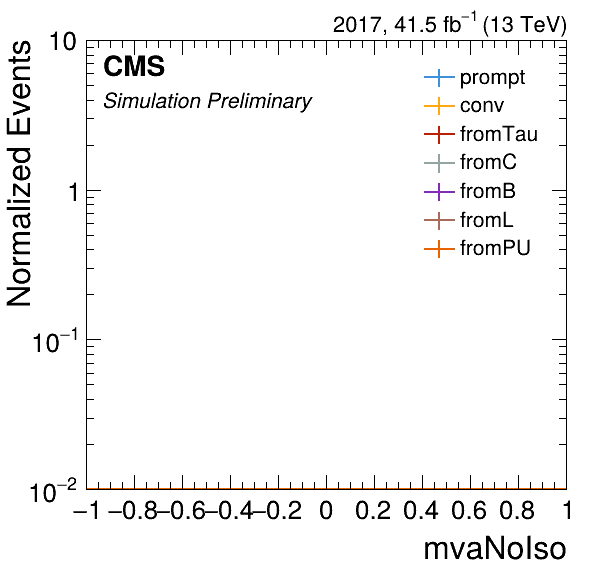 2017, 41.5 fb−1 (13 TeV)
CMS
Simulation Preliminary
prompt
conv
fromTau
fromC
fromB
fromL
fromPU
Normalized Events
10
1
10−1
10−2
−1 −0.8 −0.6 −0.4 −0.2 0 0.2 0.4 0.6 0.8 1
mvaNoIso